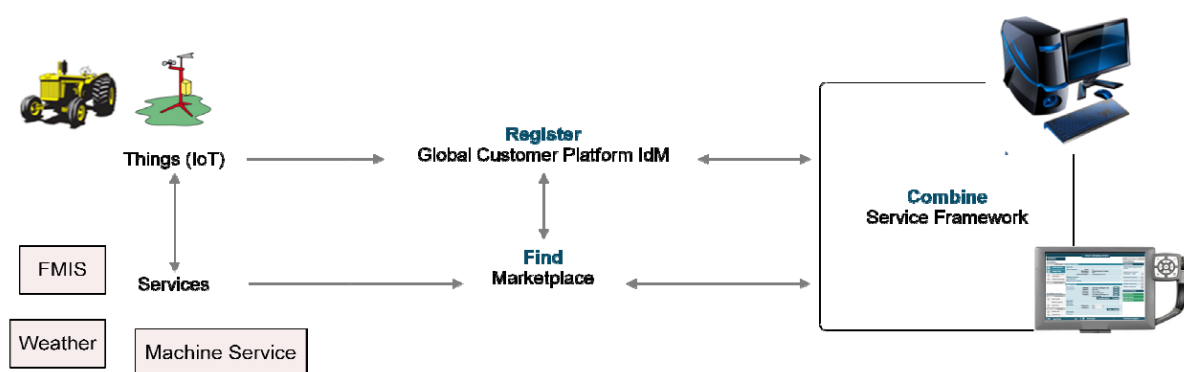 Register
Things (IoT)
Global Customer Platform IdM
Combine
Service Framework
Find
FMIS
Services
Marketplace
Weather
Machine Service